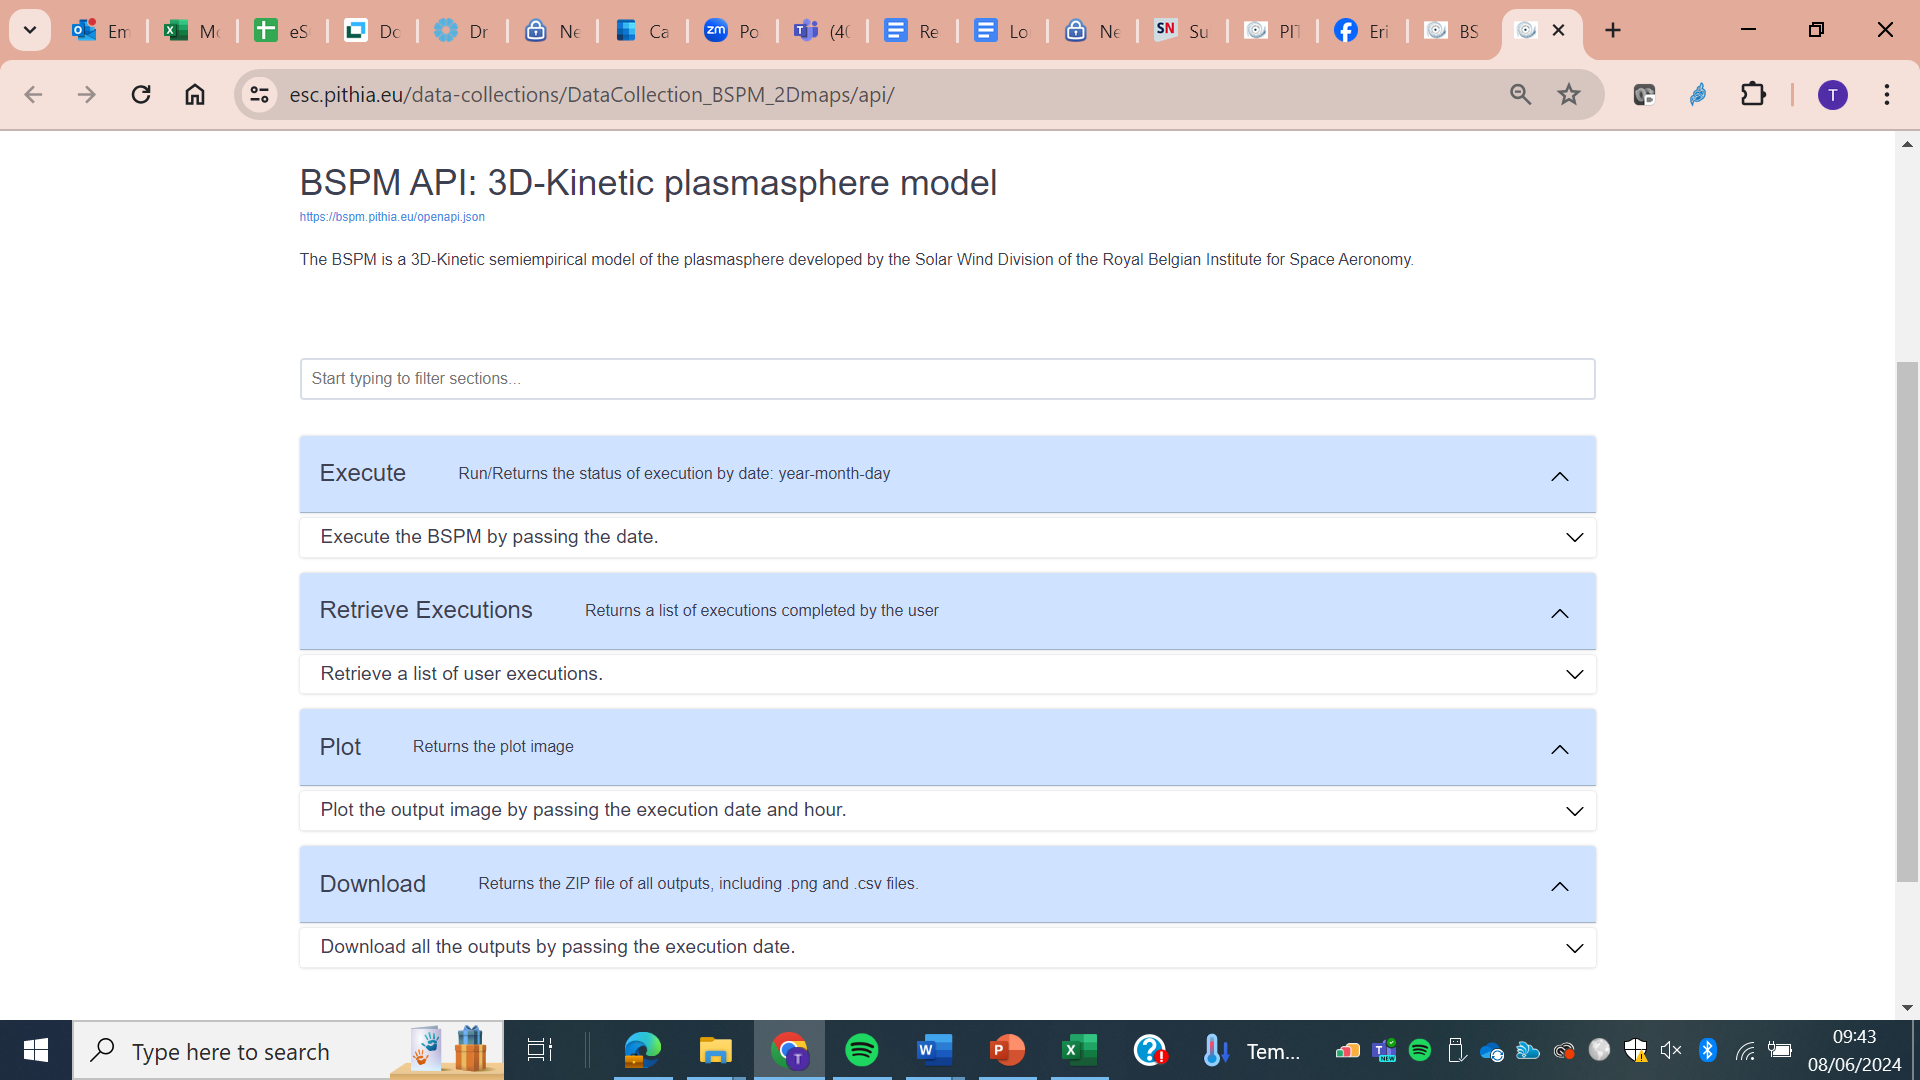 Em
Mc
eS
Dc
Dr
Ne
Ca
zm Po
(4(
Re
Lo
Ne
SN Su
PI
Eri
BS
esc.pithia.eu/data-collections/DataCollection_BSPM_2Dmaps/api/
T
BSPM API: 3D-Kinetic plasmasphere model
https://bspm.pithia.eu/openapi.json
The BSPM is a 3D-Kinetic semiempirical model of the plasmasphere developed by the Solar Wind Division of the Royal Belgian Institute for Space Aeronomy.
Start typing to filter sections...
Execute Run/Returns the status of execution by date: year-month-day
Execute the BSPM by passing the date.
Retrieve Executions Returns a list of executions completed by the user
Retrieve a list of user executions.
Plot Returns the plot image
Plot the output image by passing the execution date and hour.
Download Returns the ZIP file of all outputs, including .png and .csv files.
Download all the outputs by passing the execution date.
Type here to search
Tem...
09:43
08/06/2024